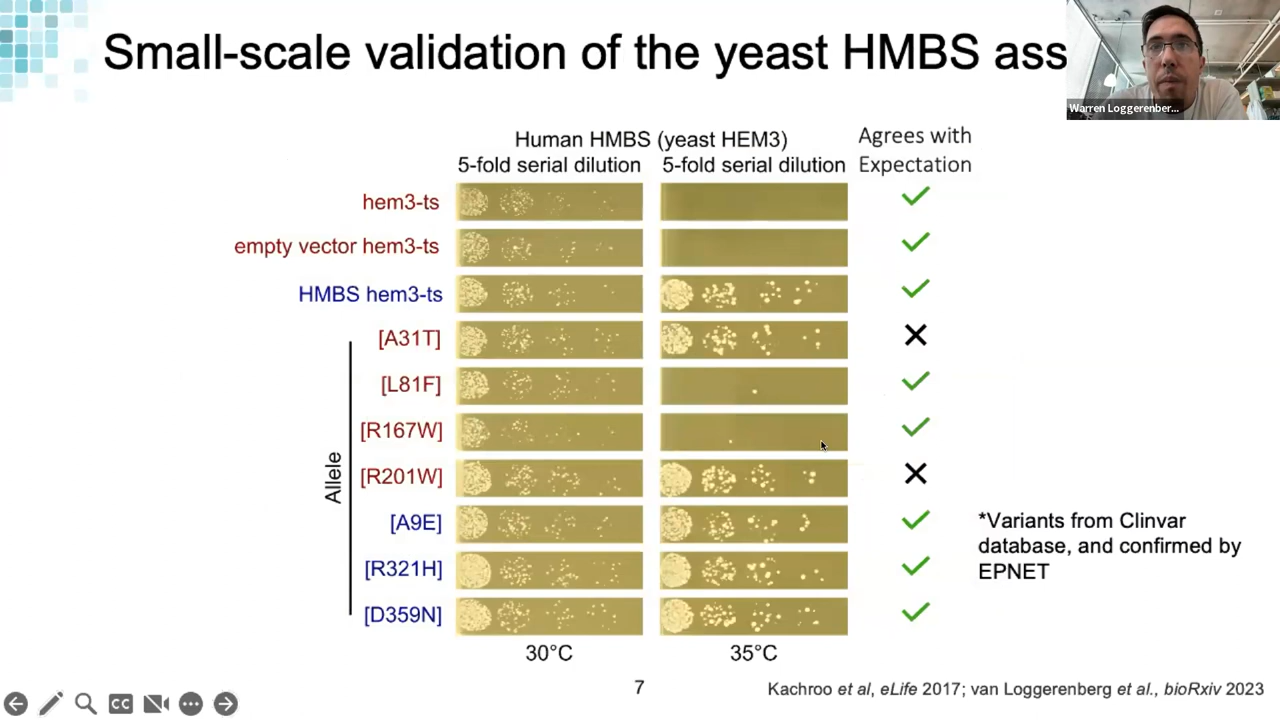 Small-scale validation of the yeast HMBS ass
Warren Loggerenber...
Human HMBS (yeast HEM3)
5-fold serial dilution 5-fold serial dilution
Agrees with
Expectation
hem3-ts
empty vector hem3-ts
HMBS hem3-ts
Allele
[A31T]
[L81F]
[R167W]
[R201W]
[A9E]
[R321H]
[D359N]
*Variants from Clinvar
database, and confirmed by
EPNET
30°C 35°C
7
Kachroo et al, eLife 2017; van Loggerenberg et al., bioRxiv 2023
CC